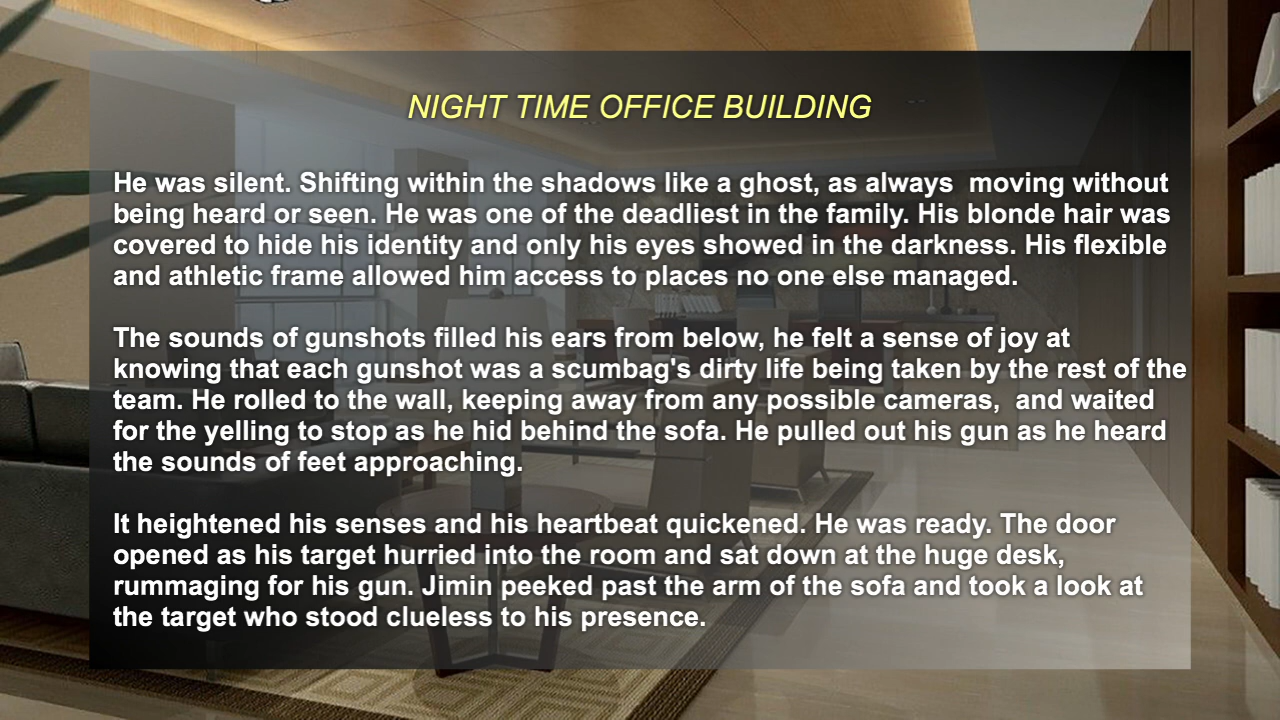 NIGHT TIME OFFICE BUILDING
He was silent. Shifting within the shadows like a ghost, as always  moving without
being heard or seen. He was one of the deadliest in the family. His blonde hair was
covered to hide his identity and only his eyes showed in the darkness. His flexible
and athletic frame allowed him access to places no one else managed.
The sounds of gunshots filled his ears from below, he felt a sense of joy at
knowing that each gunshot was a scumbag's dirty life being taken by the rest of the
team. He rolled to the wall, keeping away from any possible cameras,  and waited
for the yelling to stop as he hid behind the sofa. He pulled out his gun as he heard
the sounds of feet approaching.
It heightened his senses and his heartbeat quickened. He was ready. The door
opened as his target hurried into the room and sat down at the huge desk,
rummaging for his gun. Jimin peeked past the arm of the sofa and took a look at
the target who stood clueless to his presence.